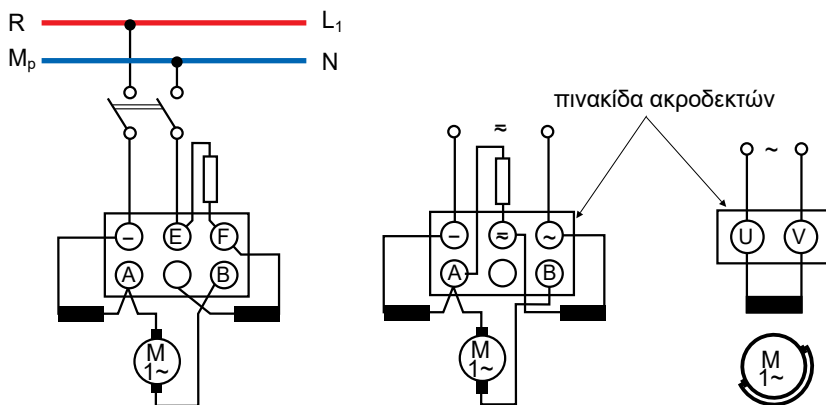 R L1
Mp N
πινακίδα ακροδεκτών
≂ ~
– E F
A B
M
1~
– ≂ ~
A B
M
1~
U V
M
1~